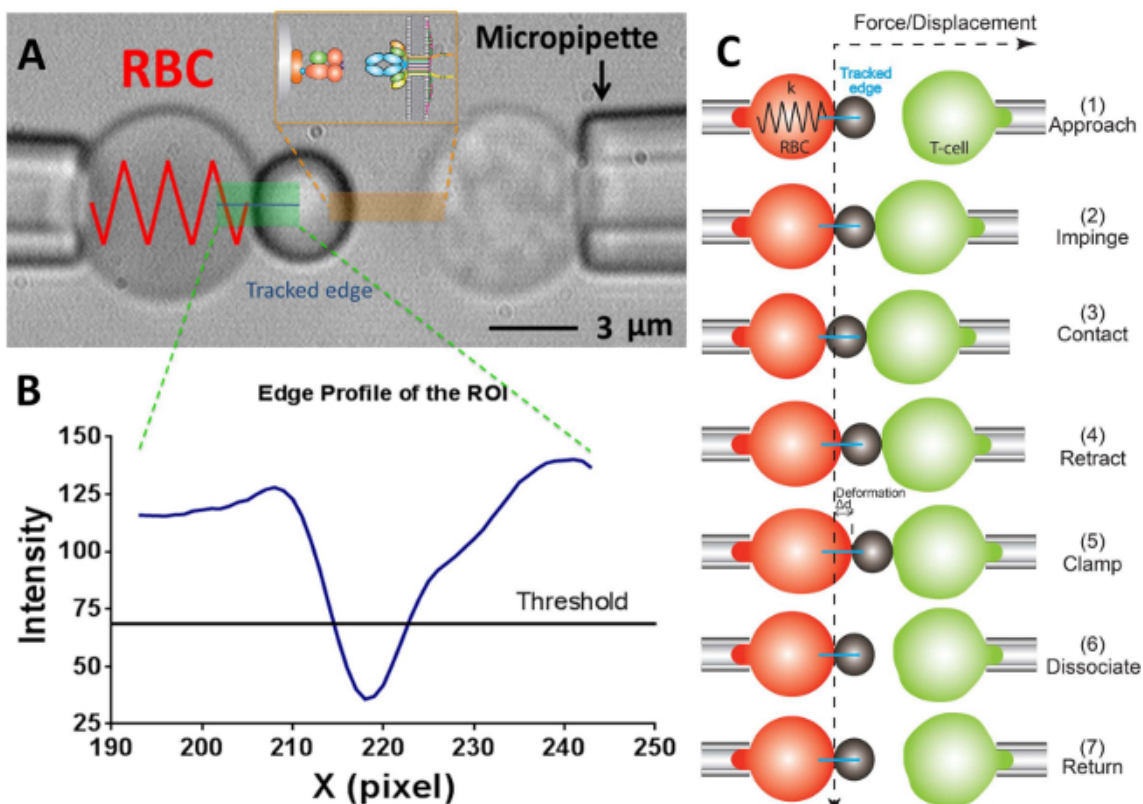 A
RBC
Micropipette
Tracked edge
3 μm
B
Edge Profile of the ROI
Intensity
150
125
100
75
50
25
Threshold
190
200
210
220
230
240
250
X (pixel)
C
Force/Displacement
Tracked edge
k
RBC
T-cell
(1)
Approach
(2)
Impinge
(3)
Contact
(4)
Retract
Deformation
Δd
(5)
Clamp
(6)
Dissociate
(7)
Return